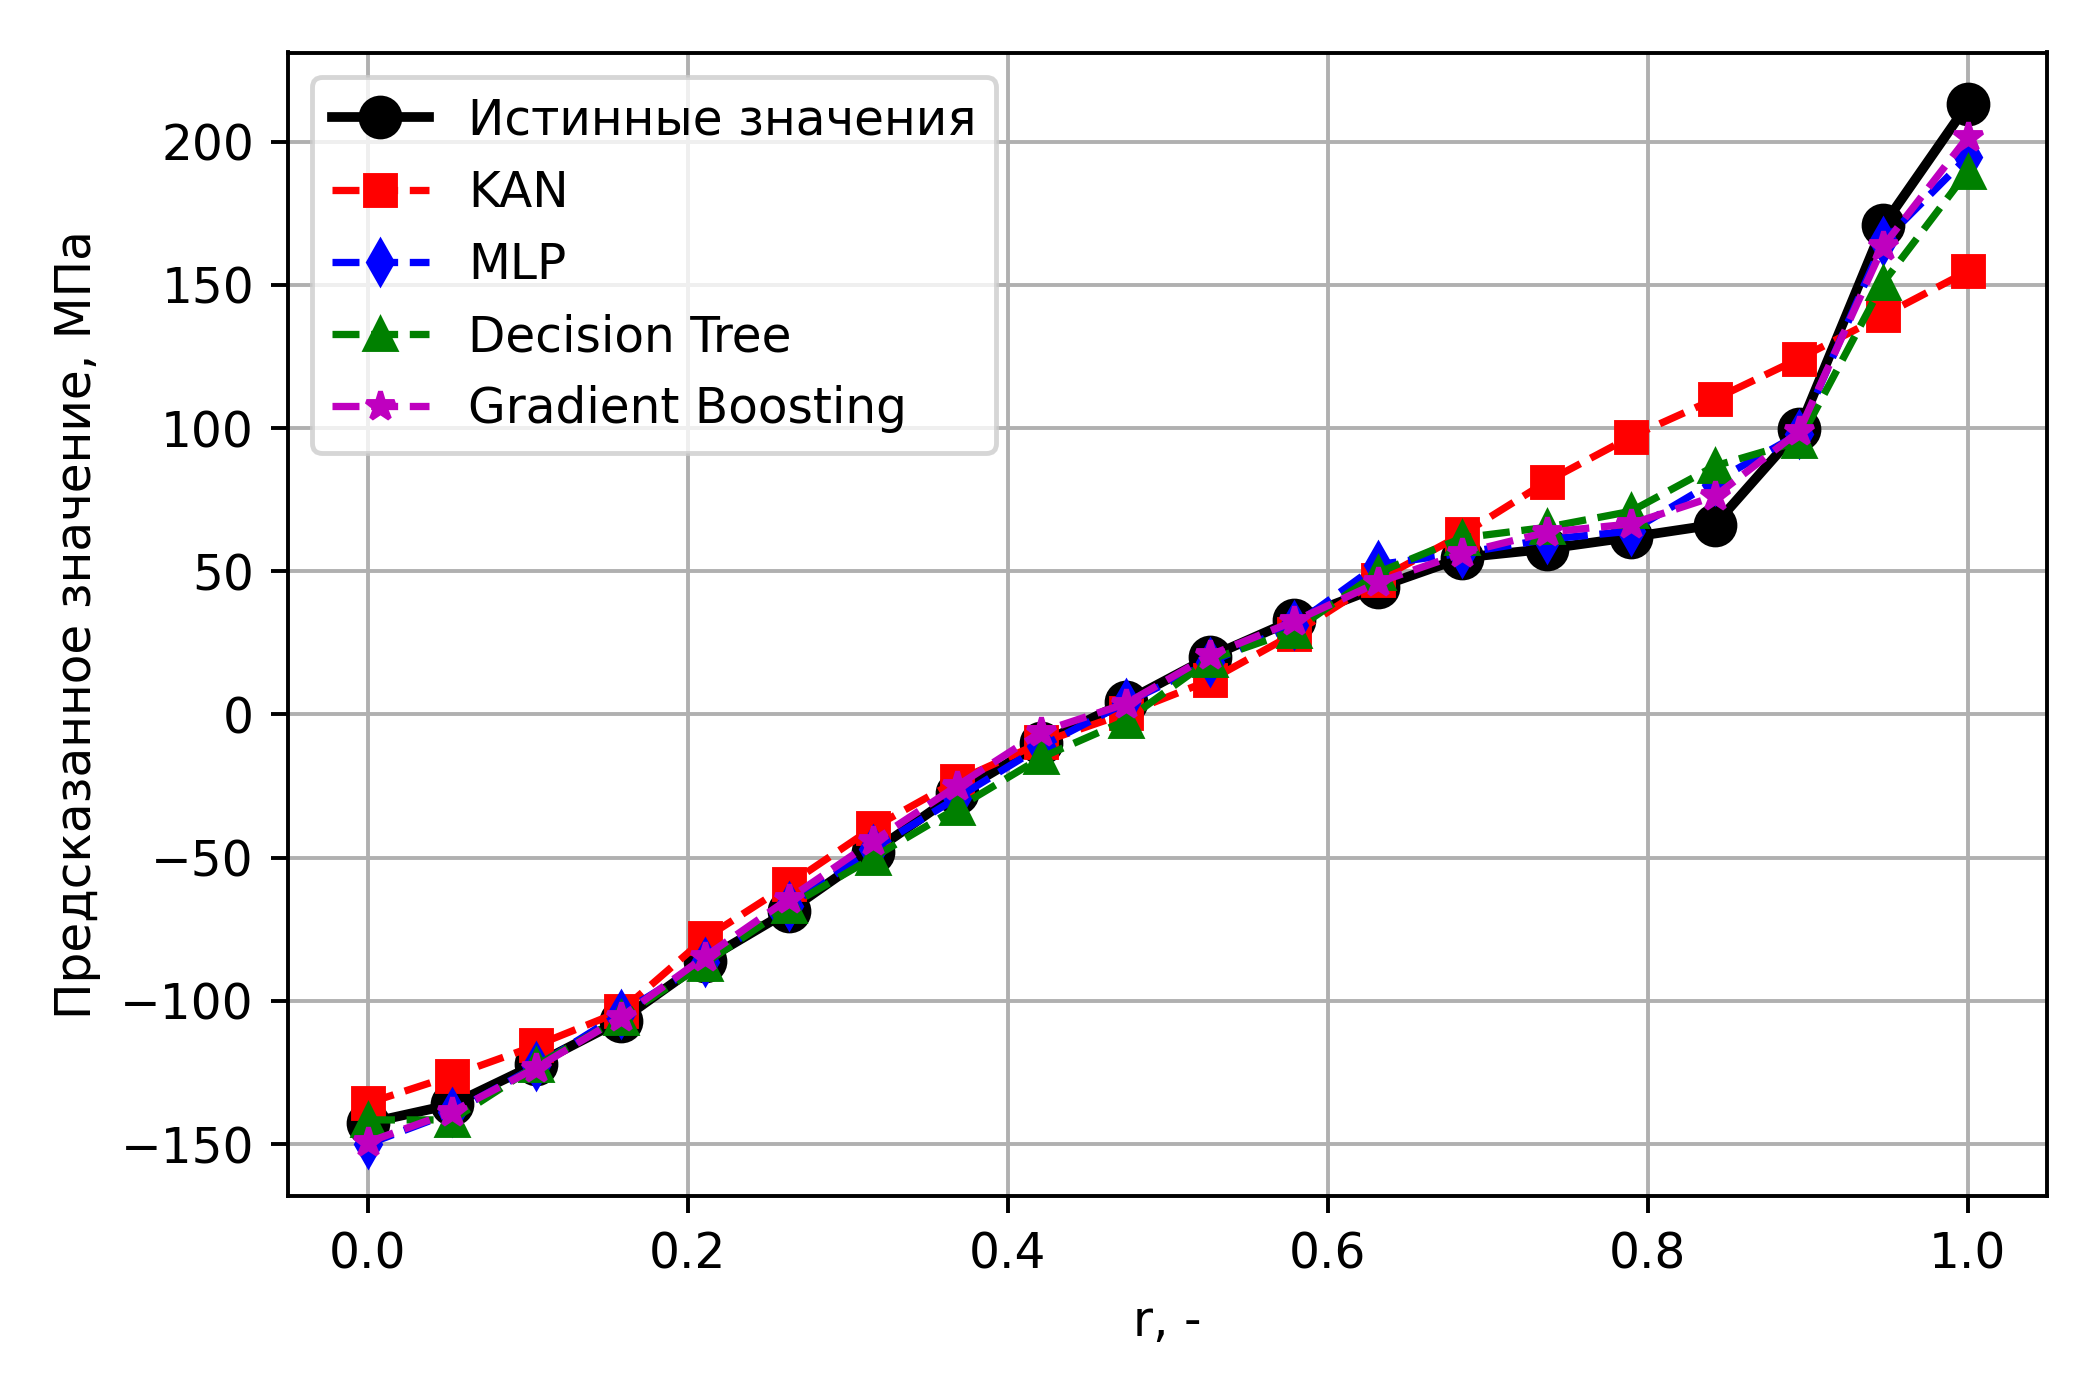 Истинные значения
KAN
MLP
Decision Tree
Gradient Boosting
Предсказанное значение, МПа
200
150
100
50
0
−50
−100
−150
0.0 0.2 0.4 0.6 0.8 1.0
r, -